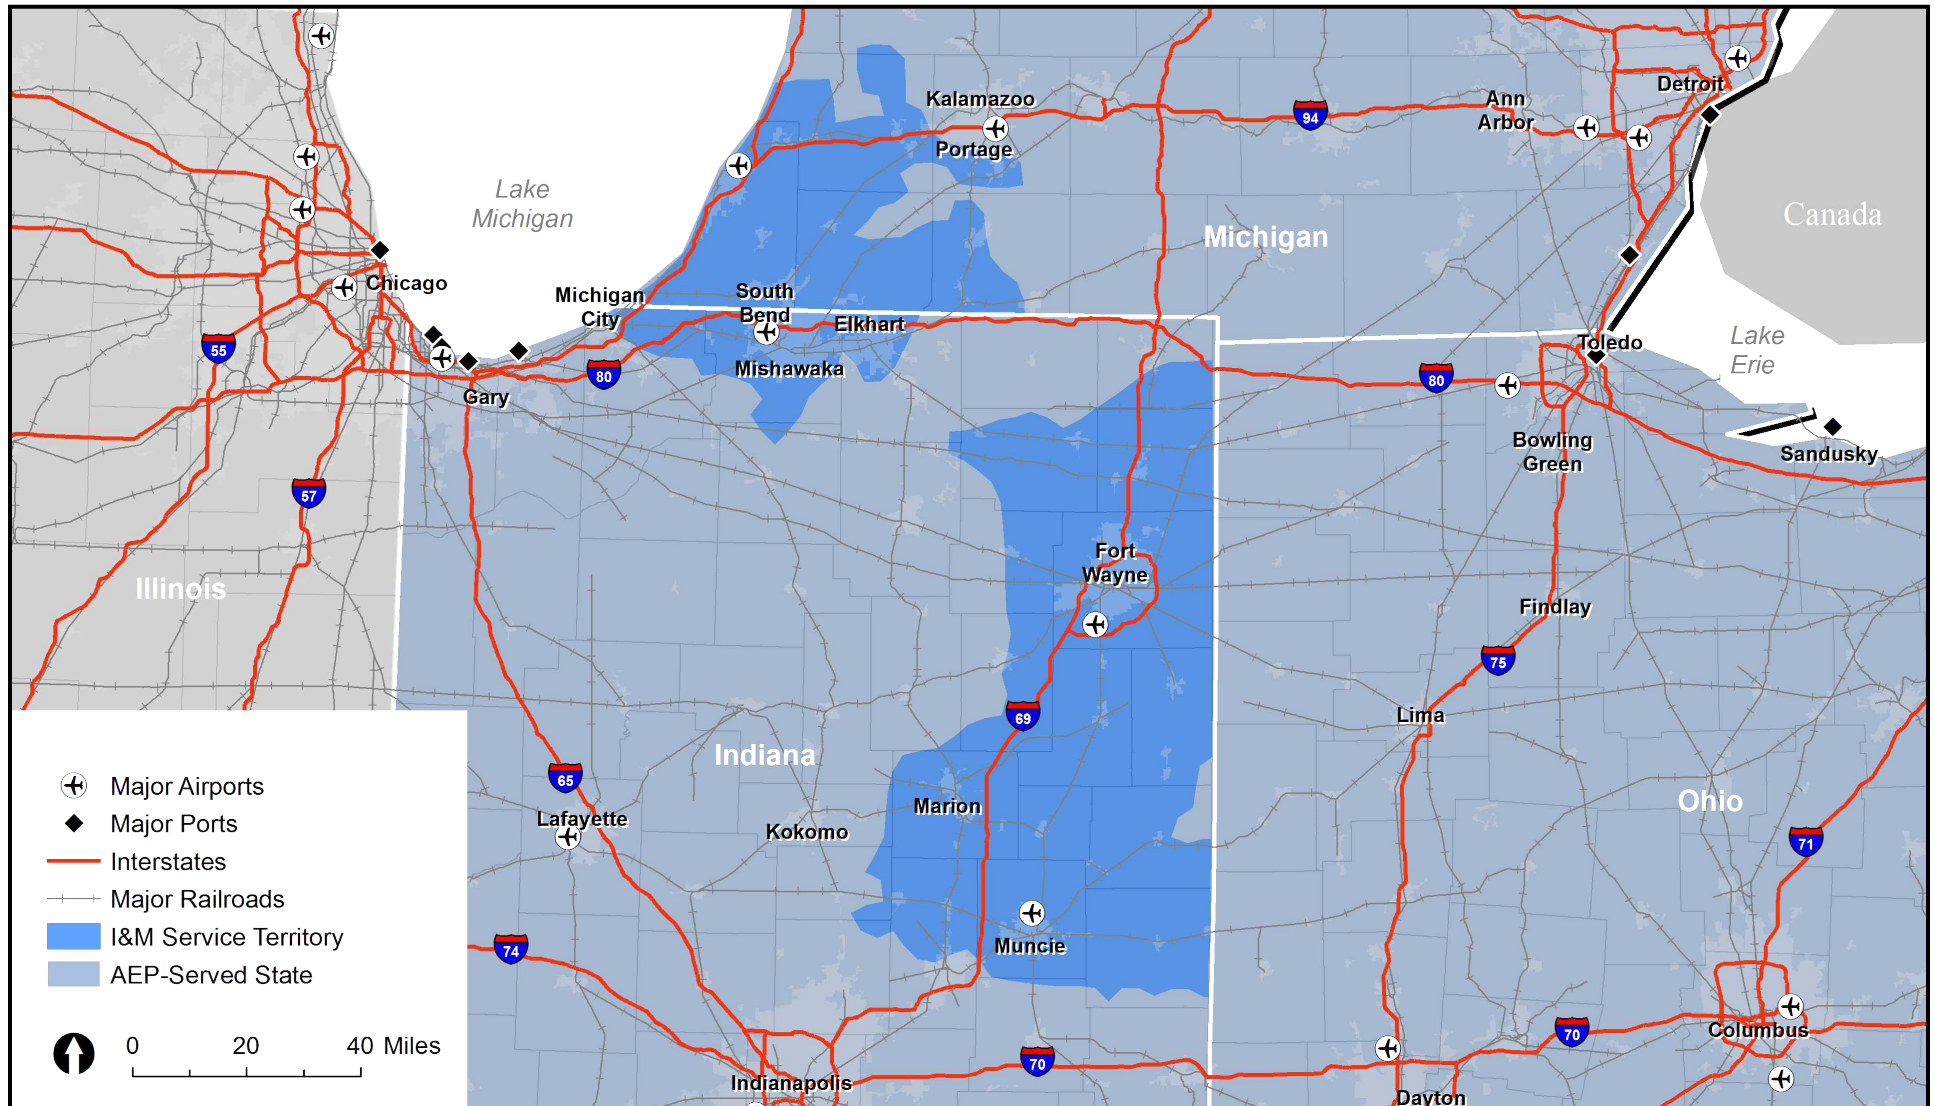 Detroit
Kalamazoo
94
Ann
Arbor
Portage
Lake
Michigan
Canada
Michigan
Chicago
Michigan
City
South
Bend
Elkhart
Toledo
Lake
Erie
55
80
Mishawaka
80
Gary
Bowling
Green
Sandusky
57
Fort
Wayne
Illinois
Findlay
75
69
Lima
Indiana
65
Marion
Ohio
Lafayette
Kokomo
71
Muncie
74
Columbus
70
70
Indianapolis
Dayton
Major Airports
Major Ports
Interstates
Major Railroads
I&M Service Territory
AEP-Served State
0 20 40 Miles